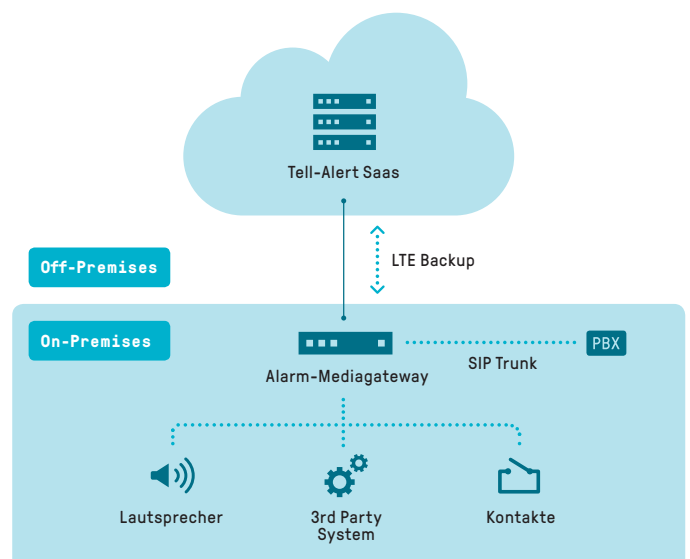 Tell-Alert Saas
LTE Backup
Off-Premises
On-Premises
PBX
SIP Trunk
Alarm-Mediagateway
Lautsprecher
3rd Party
System
Kontakte